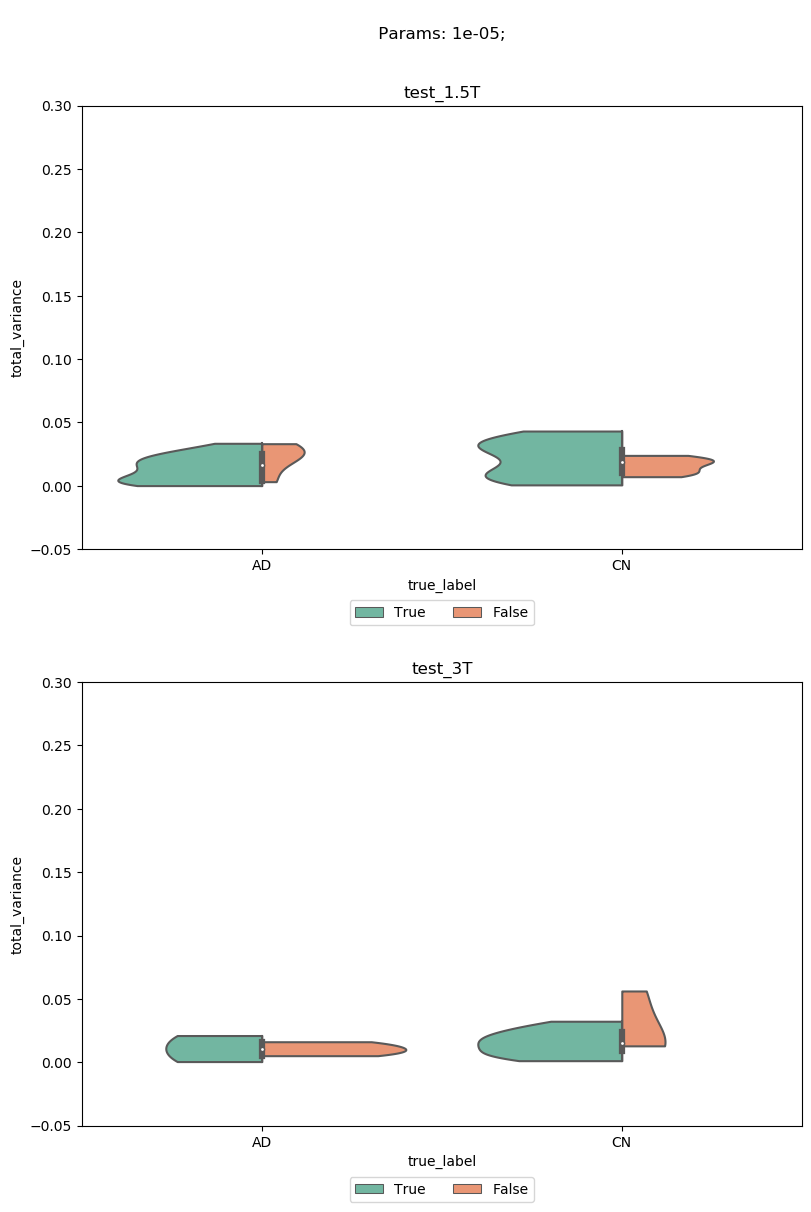 Params: 1e-05;
test_1.5T
0.30
0.25
0.20
0.15
0.10
0.05
0.00
−0.05
total_variance
AD CN
true_label
True False
test_3T
0.30
0.25
0.20
0.15
0.10
0.05
0.00
−0.05
total_variance
AD CN
true_label
True False